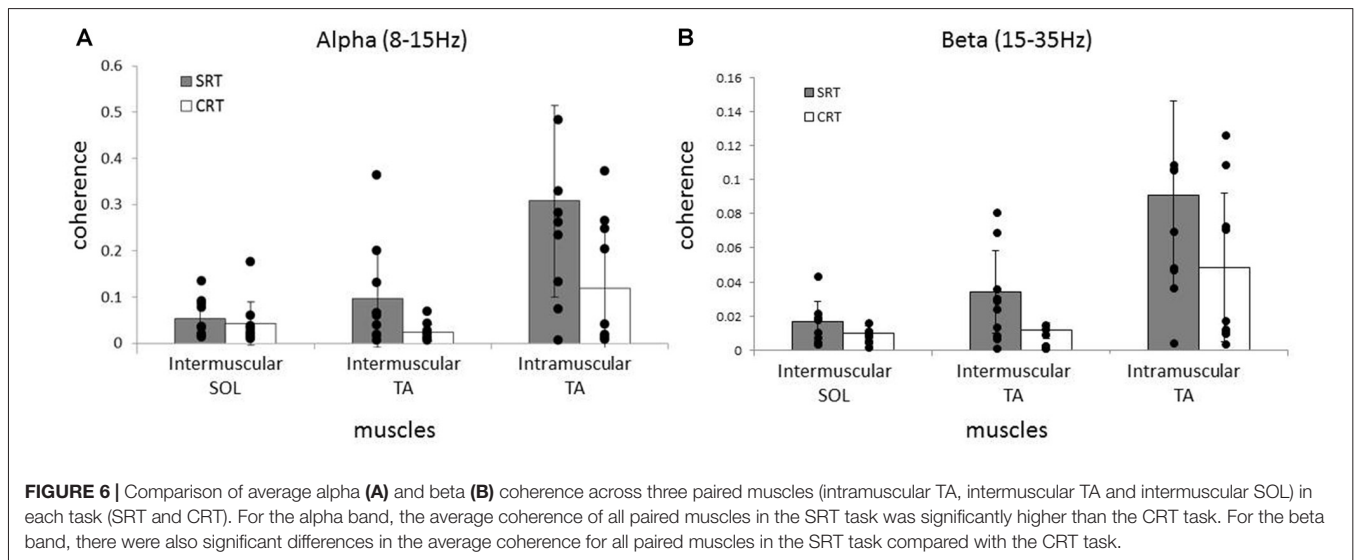 A
Alpha (8-15Hz)
SRT
CRT
coherence
0.6
0.5
0.4
0.3
0.2
0.1
0
Intermuscular SOL
Intermuscular TA
Intramuscular TA
muscles
B
Beta (15-35Hz)
SRT
CRT
coherence
0.16
0.14
0.12
0.1
0.08
0.06
0.04
0.02
0
Intermuscular SOL
Intermuscular TA
Intramuscular TA
muscles
FIGURE 6 | Comparison of average alpha (A) and beta (B) coherence across three paired muscles (intramuscular TA, intermuscular TA and intermuscular SOL) in
each task (SRT and CRT). For the alpha band, the average coherence of all paired muscles in the SRT task was significantly higher than the CRT task. For the beta
band, there were also significant differences in the average coherence for all paired muscles in the SRT task compared with the CRT task.